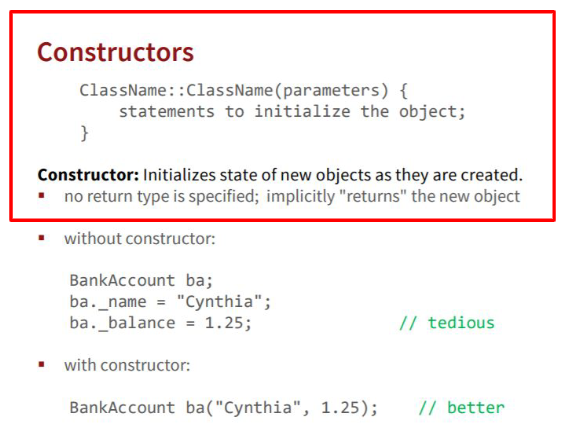 Constructors
ClassName::ClassName(parameters) {
statements to initialize the object;
}
Constructor: Initializes state of new objects as they are created.
▪ no return type is specified; implicitly "returns" the new object
▪ without constructor:
BankAccount ba;
ba._name = "Cynthia";
ba._balance = 1.25; // tedious
▪ with constructor:
BankAccount ba("Cynthia", 1.25); // better